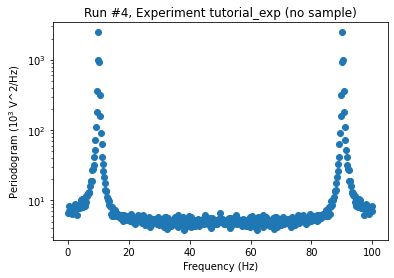 Run #4, Experiment tutorial_exp (no sample)
10³
10²
10¹
Periodogram (10³ V^2/Hz)
0 20 40 60 80 100
Frequency (Hz)